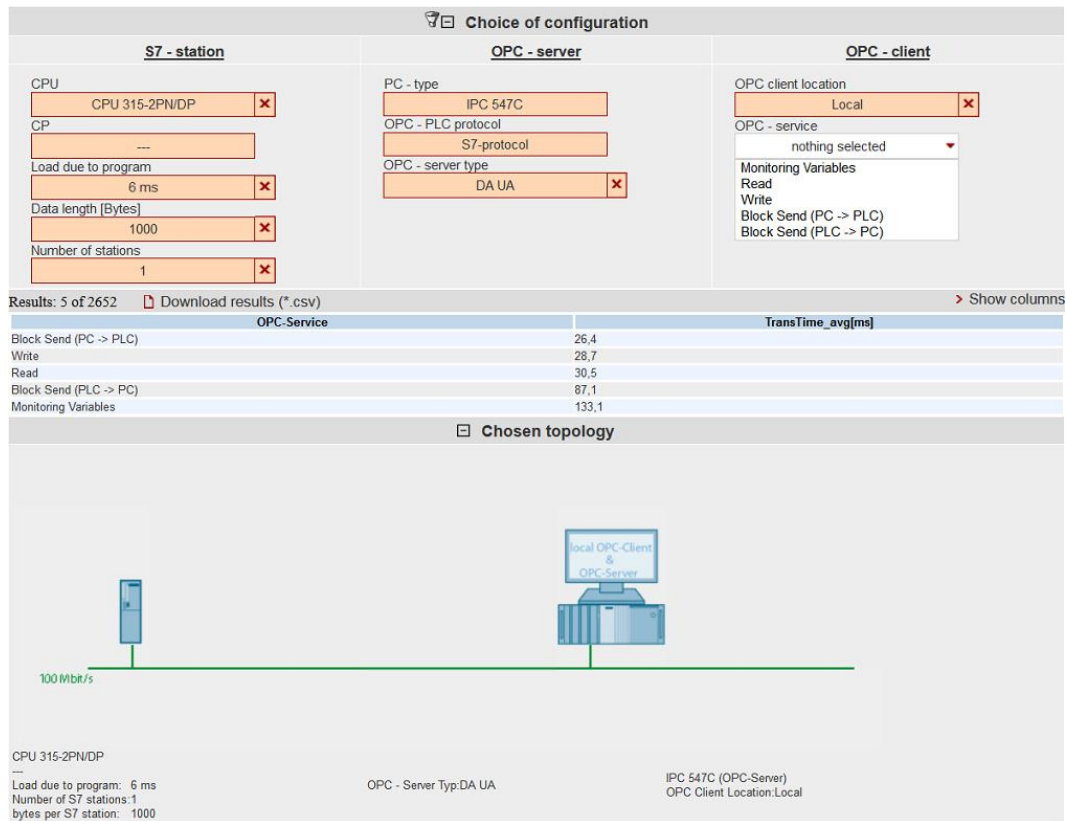 Choice of configuration
S7 - station
OPC - server
OPC - client
CPU
CPU 315-2PN/DP
CP
---
Load due to program
6 ms
Data length [Bytes]
1000
Number of stations
1
PC - type
IPC 547C
OPC - PLC protocol
S7-protocol
OPC - server type
DA UA
OPC client location
Local
OPC - service
nothing selected
Monitoring Variables
Read
Write
Block Send (PC -> PLC)
Block Send (PLC -> PC)
Results: 5 of 2652 Download results (*.csv) > Show columns
OPC-Service TransTime_avg[ms]
Block Send (PC -> PLC) 26,4
Write 28,7
Read 30,5
Block Send (PLC -> PC) 87,1
Monitoring Variables 133,1
Chosen topology
local OPC-Client
&
OPC-Server
100 Mbit/s
CPU 315-2PN/DP
---
Load due to program: 6 ms
Number of S7 stations:1
bytes per S7 station: 1000
OPC - Server Typ:DA UA
IPC 547C (OPC-Server)
OPC Client Location:Local